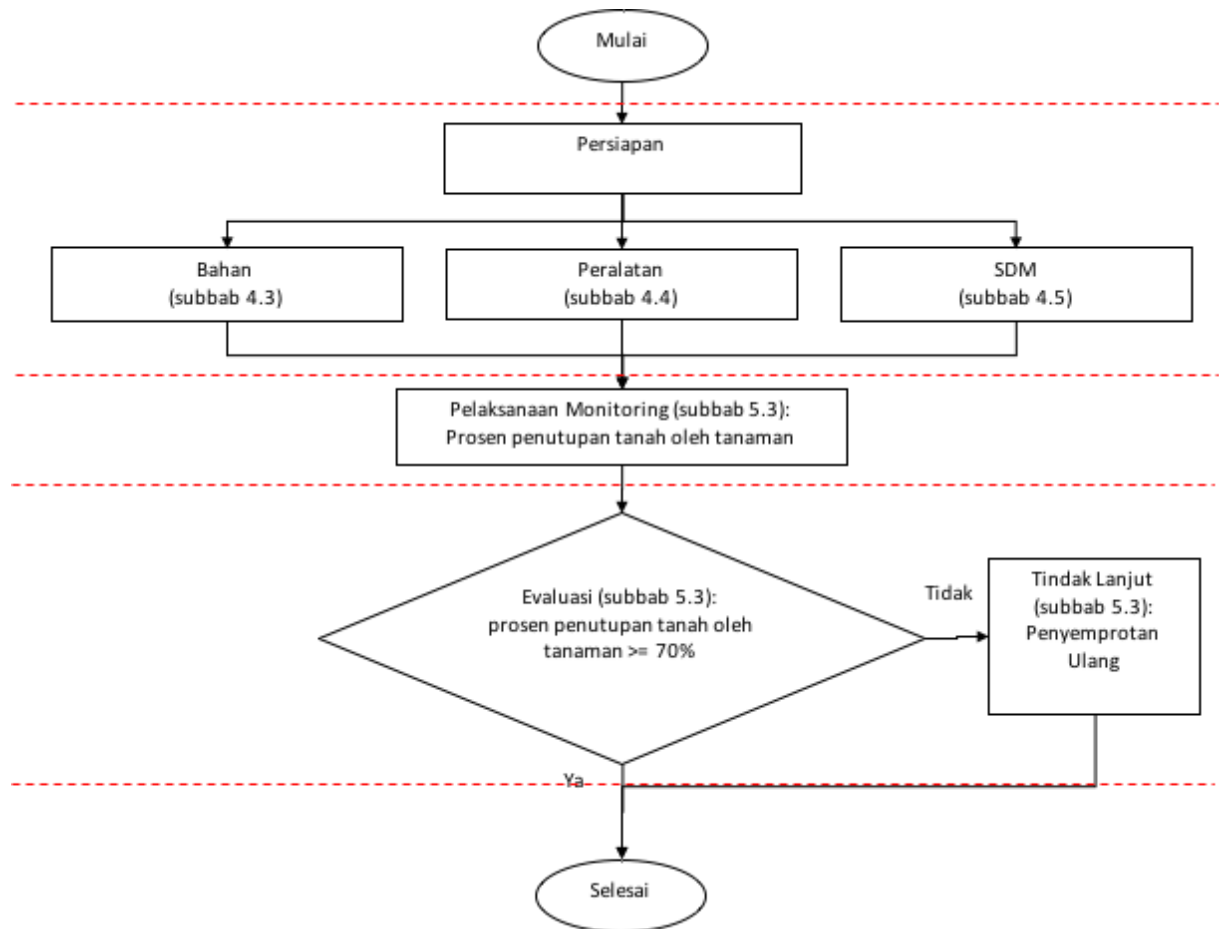 Mulai
Persiapan
Bahan
(subbab 4.3)
Peralatan
(subbab 4.4)
SDM
(subbab 4.5)
Pelaksanaan Monitoring (subbab 5.3):
Prosen penutupan tanah oleh tanaman
Evaluasi (subbab 5.3):
prosen penutupan tanah oleh
tanaman >= 70%
Tidak
Tindak Lanjut
(subbab 5.3):
Penyemprotan
Ulang
Ya
Selesai